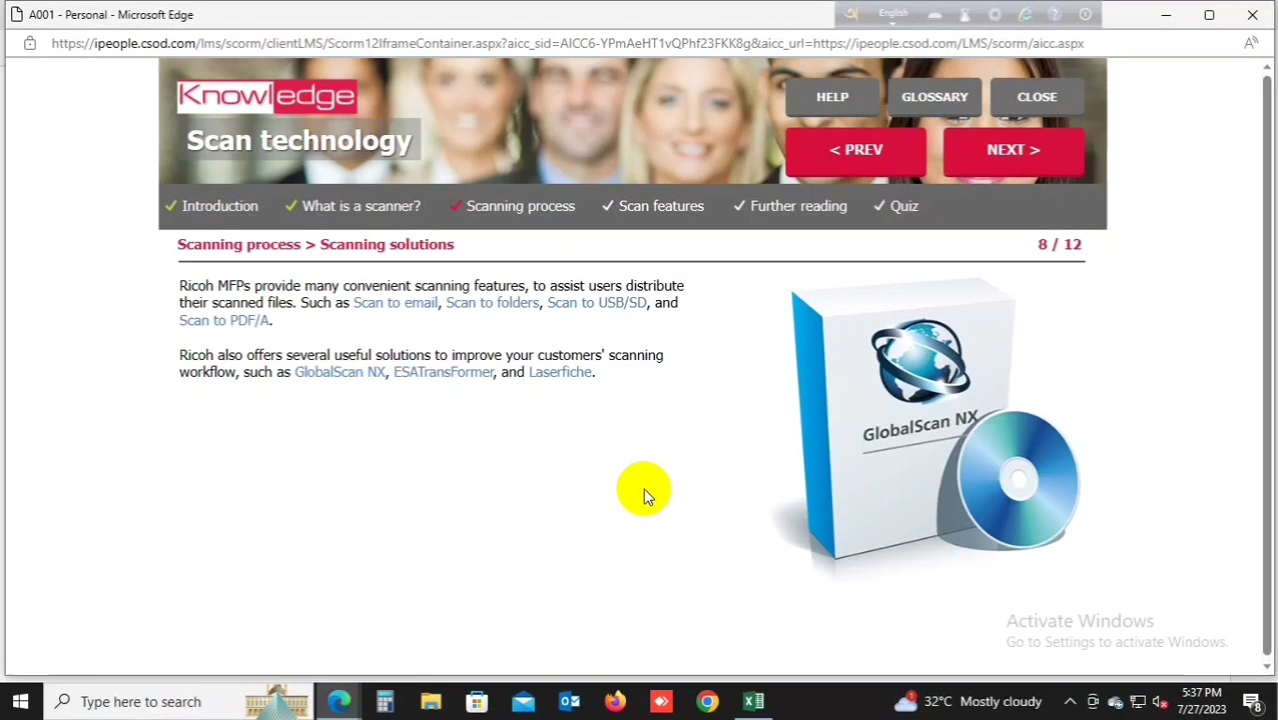 A001 - Personal - Microsoft Edge
English
https://ipeople.csod.com/lms/scorm/clientLMS/Scorm12IframeContainer.aspx?aicc_sid=AICC6-YPmAeHT1vQPhf23FKK8g&aicc_url=https://ipeople.csod.com/LMS/scorm/aicc.aspx
Knowledge
HELP GLOSSARY CLOSE
Scan technology
< PREV NEXT >
Introduction What is a scanner? Scanning process Scan features Further reading Quiz
Scanning process > Scanning solutions 8 / 12
Ricoh MFPs provide many convenient scanning features, to assist users distribute
their scanned files. Such as Scan to email, Scan to folders, Scan to USB/SD, and
Scan to PDF/A.
Ricoh also offers several useful solutions to improve your customers' scanning
workflow, such as GlobalScan NX, ESATransFormer, and Laserfiche.
GlobalScan NX
Activate Windows
Go to Settings to activate Windows.
Type here to search
32°C Mostly cloudy
5:37 PM
7/27/2023
8